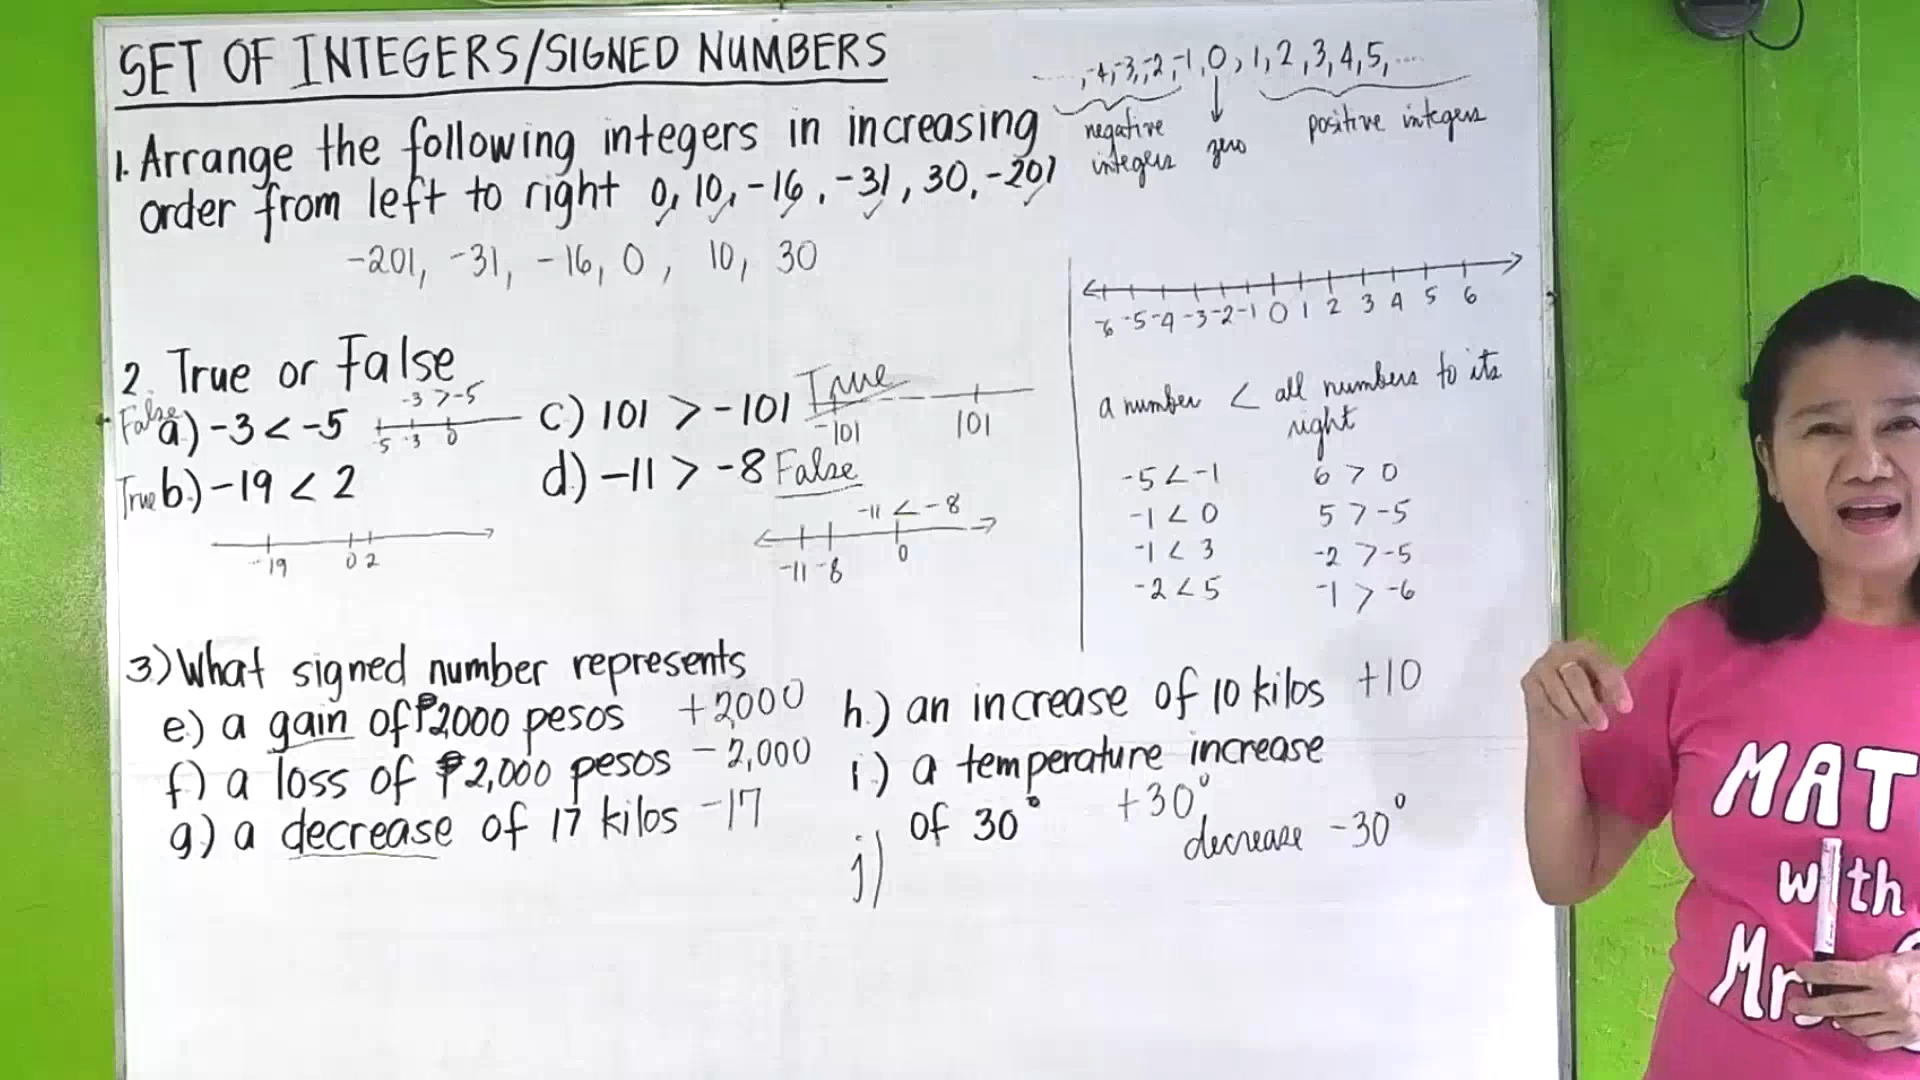 SET OF INTEGERS/SIGNED NUMBERS
1. Arrange the following integers in increasing
order from left to right 0, 10, -16, -31, 30, -201
-201, -31, -16, 0, 10, 30
...., -4, -3, -2, -1, 0, 1, 2, 3, 4, 5, ....
negative integers
zero
positive integers
-6 -5 -4 -3 -2 -1 0 1 2 3 4 5 6
a number < all numbers to its
right
-5 < -1
-1 < 0
-1 < 3
-2 < 5
6 > 0
5 > -5
-2 > -5
-1 > -6
2. True or False
False a.) -3 < -5
-3 > -5
-5 -3 0
True b.) -19 < 2
-19 0 2
c.) 101 > -101 True
-101 101
d.) -11 > -8 False
-11 < -8
-11 -8 0
3.) What signed number represents
e.) a gain of ₱2000 pesos +2000
f.) a loss of ₱2,000 pesos -2,000
g.) a decrease of 17 kilos -17
h.) an increase of 10 kilos +10
i.) a temperature increase
of 30° +30°
decrease -30°
j)
MAT
with
Mrs.